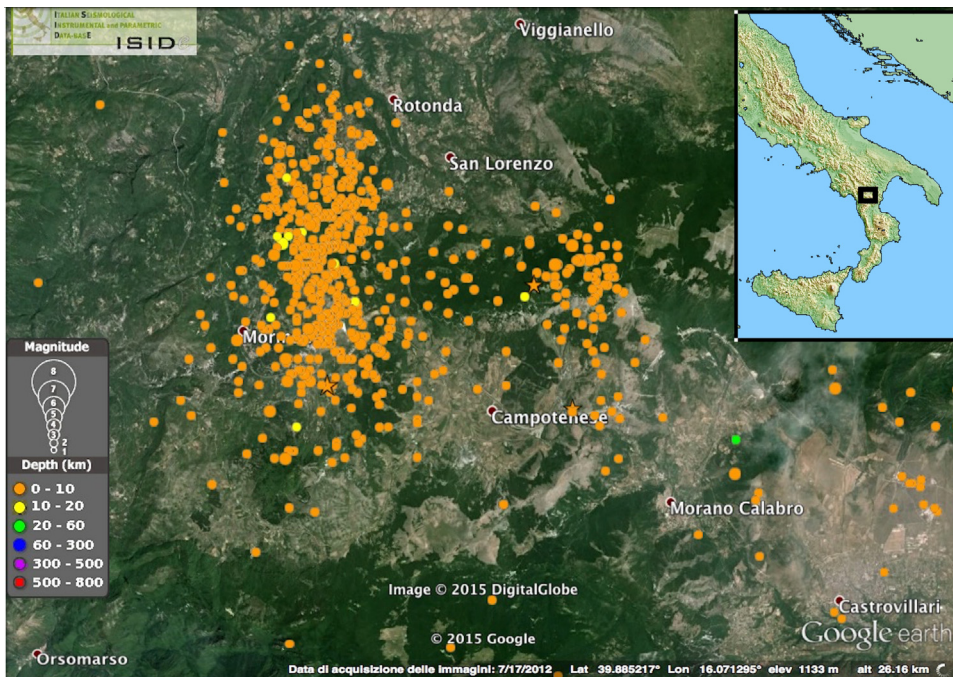 ITALIAN SEISMOLOGICAL
INSTRUMENTAL and PARAMETRIC
DATA-BASE
ISID
Viggianello
Rotonda
San Lorenzo
Morm
Campotenese
Morano Calabro
Castrovillari
Orsomarso
Magnitude
8
7
6
5
4
3
2
1
Depth (km)
0 - 10
10 - 20
20 - 60
60 - 300
300 - 500
500 - 800
Image © 2015 DigitalGlobe
© 2015 Google
Google earth
Data di acquisizione delle immagini: 7/17/2012 Lat 39.885217° Lon 16.071295° elev 1133 m alt 26.16 km